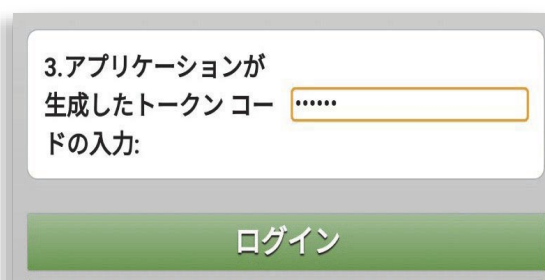 3.アプリケーションが
生成したトークン コー
ドの入力:
••••••
ログイン